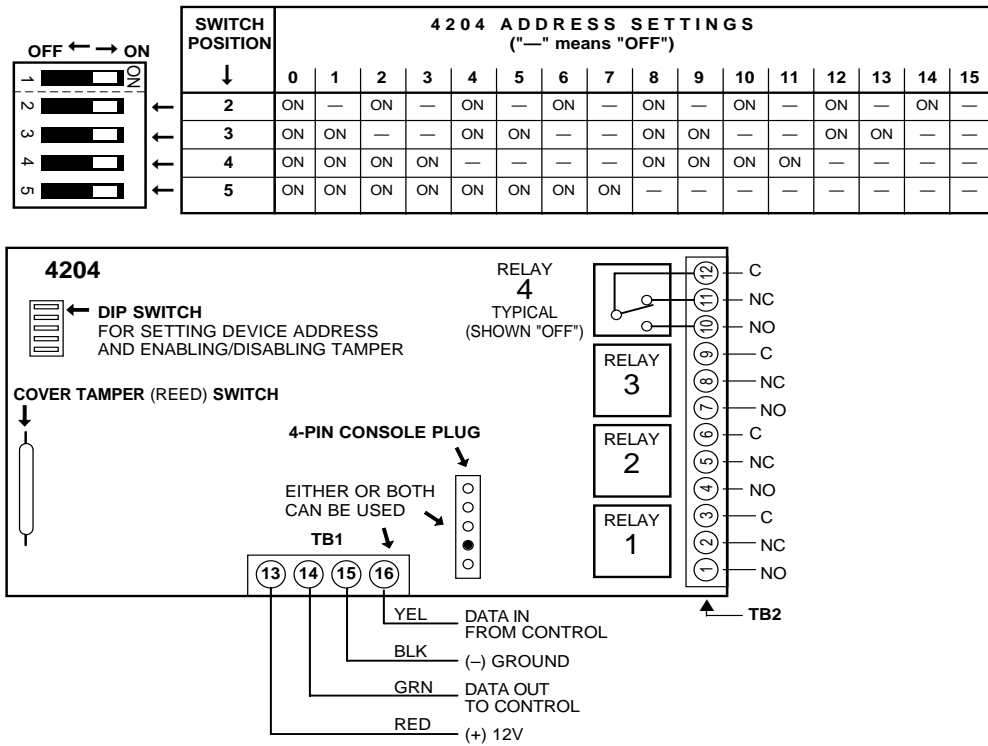 OFF ← → ON
ON
1
2
3
4
5
SWITCH POSITION ↓ 4204 ADDRESS SETTINGS
("—" means "OFF")
0 1 2 3 4 5 6 7 8 9 10 11 12 13 14 15
2 ON — ON — ON — ON — ON — ON — ON — ON —
3 ON ON — — ON ON — — ON ON — — ON ON — —
4 ON ON ON ON — — — — ON ON ON ON — — — —
5 ON ON ON ON ON ON ON ON — — — — — — — —
4204
DIP SWITCH
FOR SETTING DEVICE ADDRESS
AND ENABLING/DISABLING TAMPER
COVER TAMPER (REED) SWITCH
4-PIN CONSOLE PLUG
EITHER OR BOTH
CAN BE USED
TB1
13 14 15 16
RELAY
4
TYPICAL
(SHOWN "OFF")
RELAY
3
RELAY
2
RELAY
1
12 C
11 NC
10 NO
9 C
8 NC
7 NO
6 C
5 NC
4 NO
3 C
2 NC
1 NO
TB2
YEL DATA IN
FROM CONTROL
BLK (–) GROUND
GRN DATA OUT
TO CONTROL
RED (+) 12V